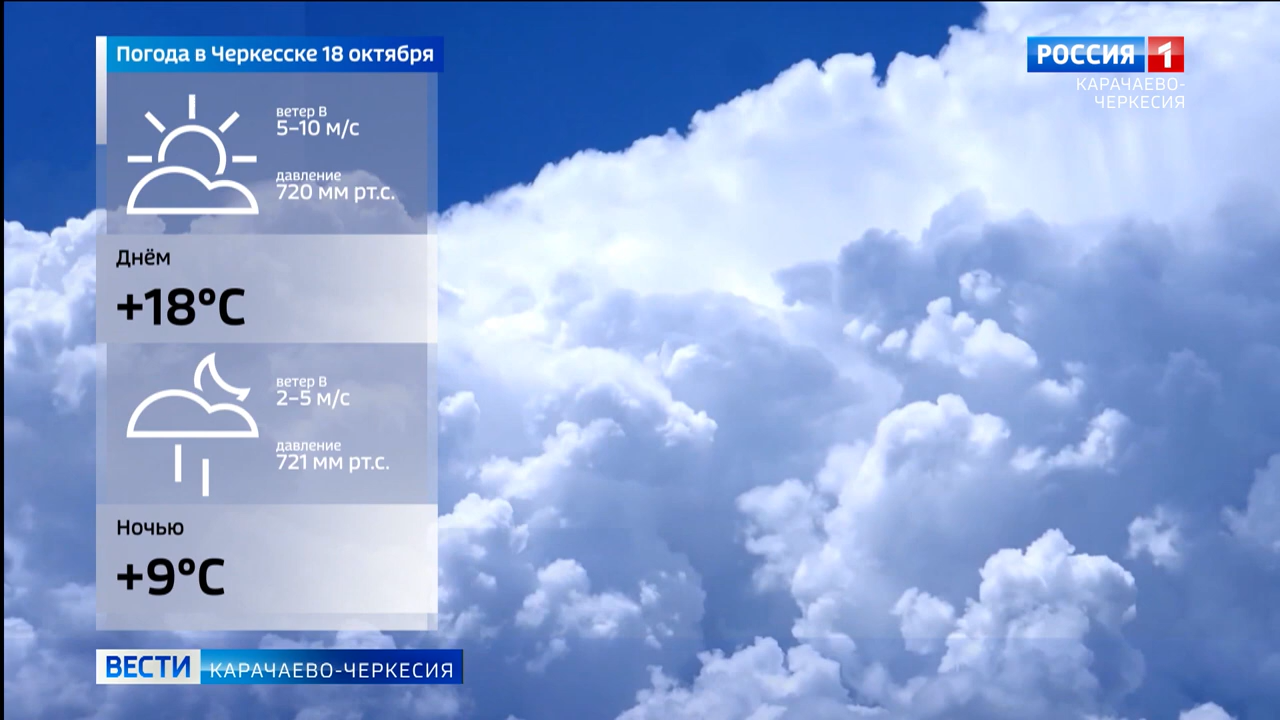 Погода в Черкесске 18 октября
ветер В
5–10 м/с
давление
720 мм рт.с.
Днём
+18°C
ветер В
2–5 м/с
давление
721 мм рт.с.
Ночью
+9°C
ВЕСТИ КАРАЧАЕВО-ЧЕРКЕСИЯ
РОССИЯ 1
КАРАЧАЕВО-
ЧЕРКЕСИЯ